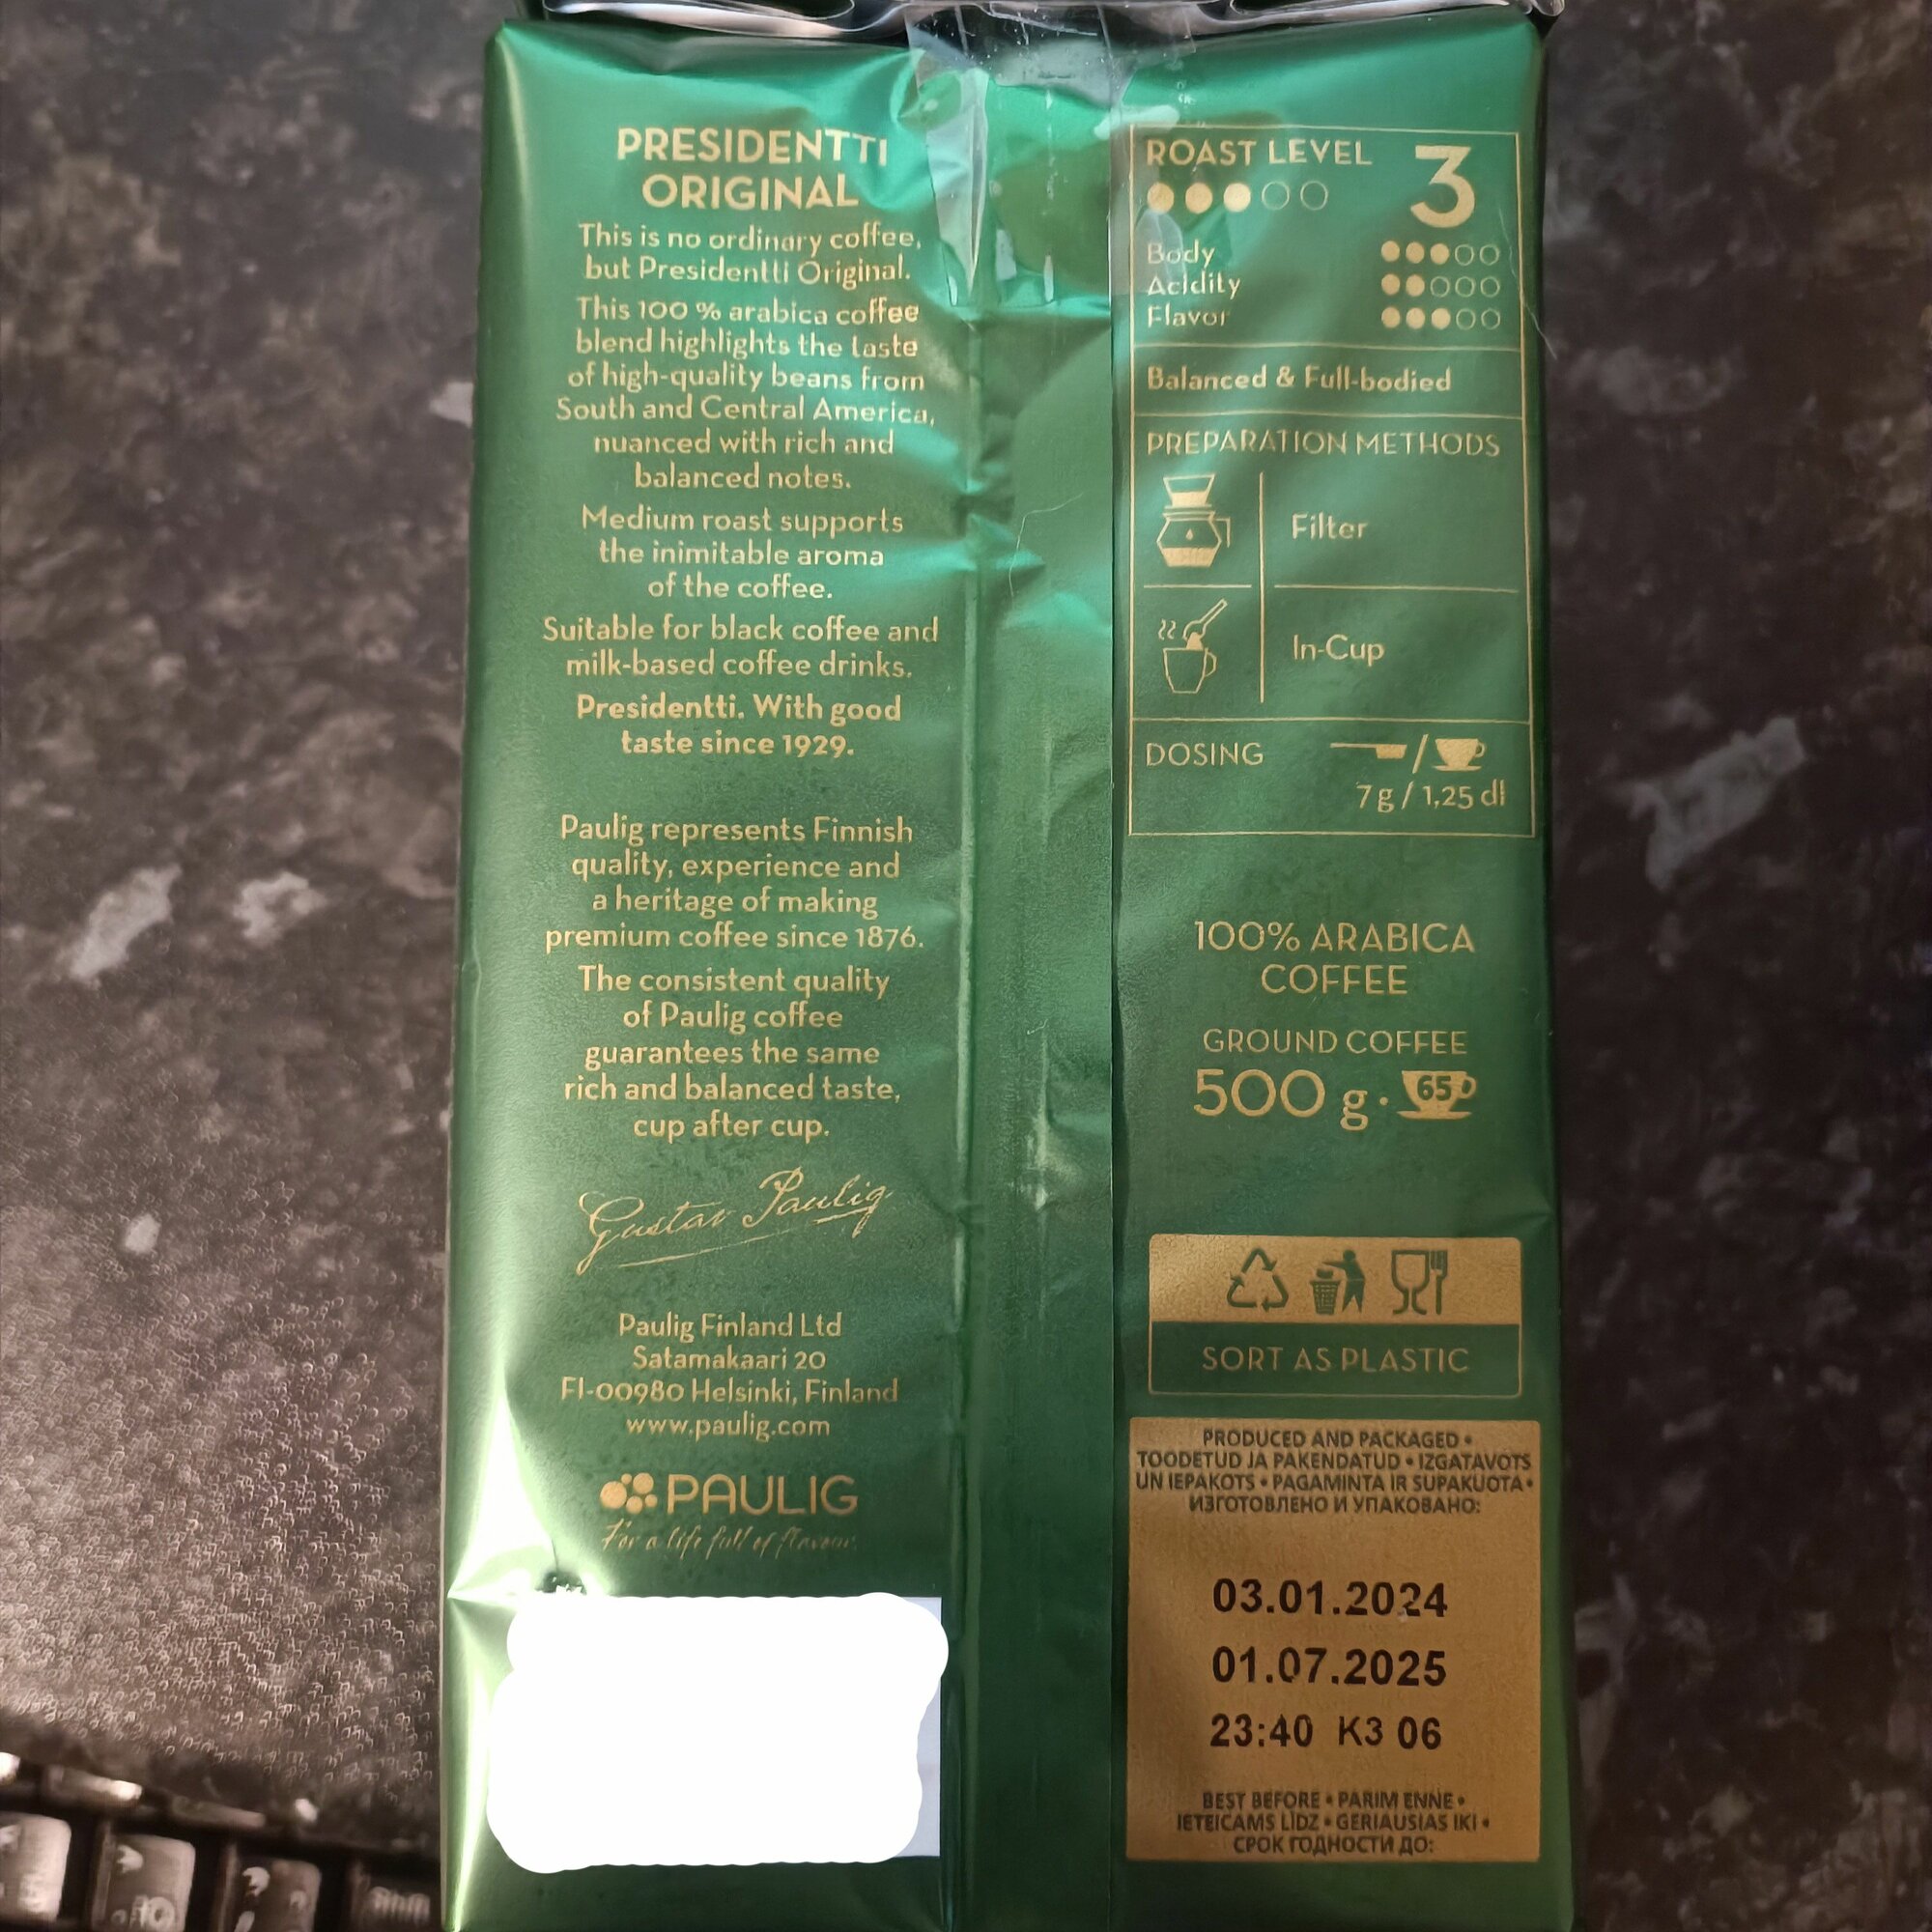 PRESIDENTTI
ORIGINAL
This is no ordinary coffee,
but Presidentti Original.
This 100 % arabica coffee
blend highlights the taste
of high-quality beans from
South and Central America,
nuanced with rich and
balanced notes.
Medium roast supports
the inimitable aroma
of the coffee.
Suitable for black coffee and
milk-based coffee drinks.
Presidentti. With good
taste since 1929.
Paulig represents Finnish
quality, experience and
a heritage of making
premium coffee since 1876.
The consistent quality
of Paulig coffee
guarantees the same
rich and balanced taste,
cup after cup.
Gustav Paulig
Paulig Finland Ltd
Satamakaari 20
FI-00980 Helsinki, Finland
www.paulig.com
PAULIG
For a life full of flavour.
ROAST LEVEL 3
Body
Acidity
Flavor
Balanced & Full-bodied
PREPARATION METHODS
Filter
In-Cup
DOSING /
7 g / 1,25 dl
100% ARABICA
COFFEE
GROUND COFFEE
500 g · 65
SORT AS PLASTIC
PRODUCED AND PACKAGED •
TOODETUD JA PAKENDATUD • IZGATAVOTS
UN IEPAKOTS • PAGAMINTA IR SUPAKUOTA •
ИЗГОТОВЛЕНО И УПАКОВАНО:
03.01.2024
01.07.2025
23:40 K3 06
BEST BEFORE • PARIM ENNE •
IETEICAMS LĪDZ • GERIAUSIAS IKI •
СРОК ГОДНОСТИ ДО: